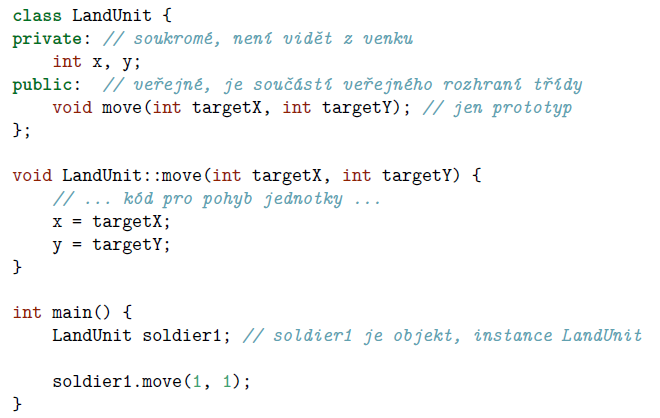 class LandUnit {
private: // soukromé, není vidět z venku
    int x, y;
public:  // veřejné, je součástí veřejného rozhraní třídy
    void move(int targetX, int targetY); // jen prototyp
};

void LandUnit::move(int targetX, int targetY) {
    // ... kód pro pohyb jednotky ...
    x = targetX;
    y = targetY;
}

int main() {
    LandUnit soldier1; // soldier1 je objekt, instance LandUnit

    soldier1.move(1, 1);
}